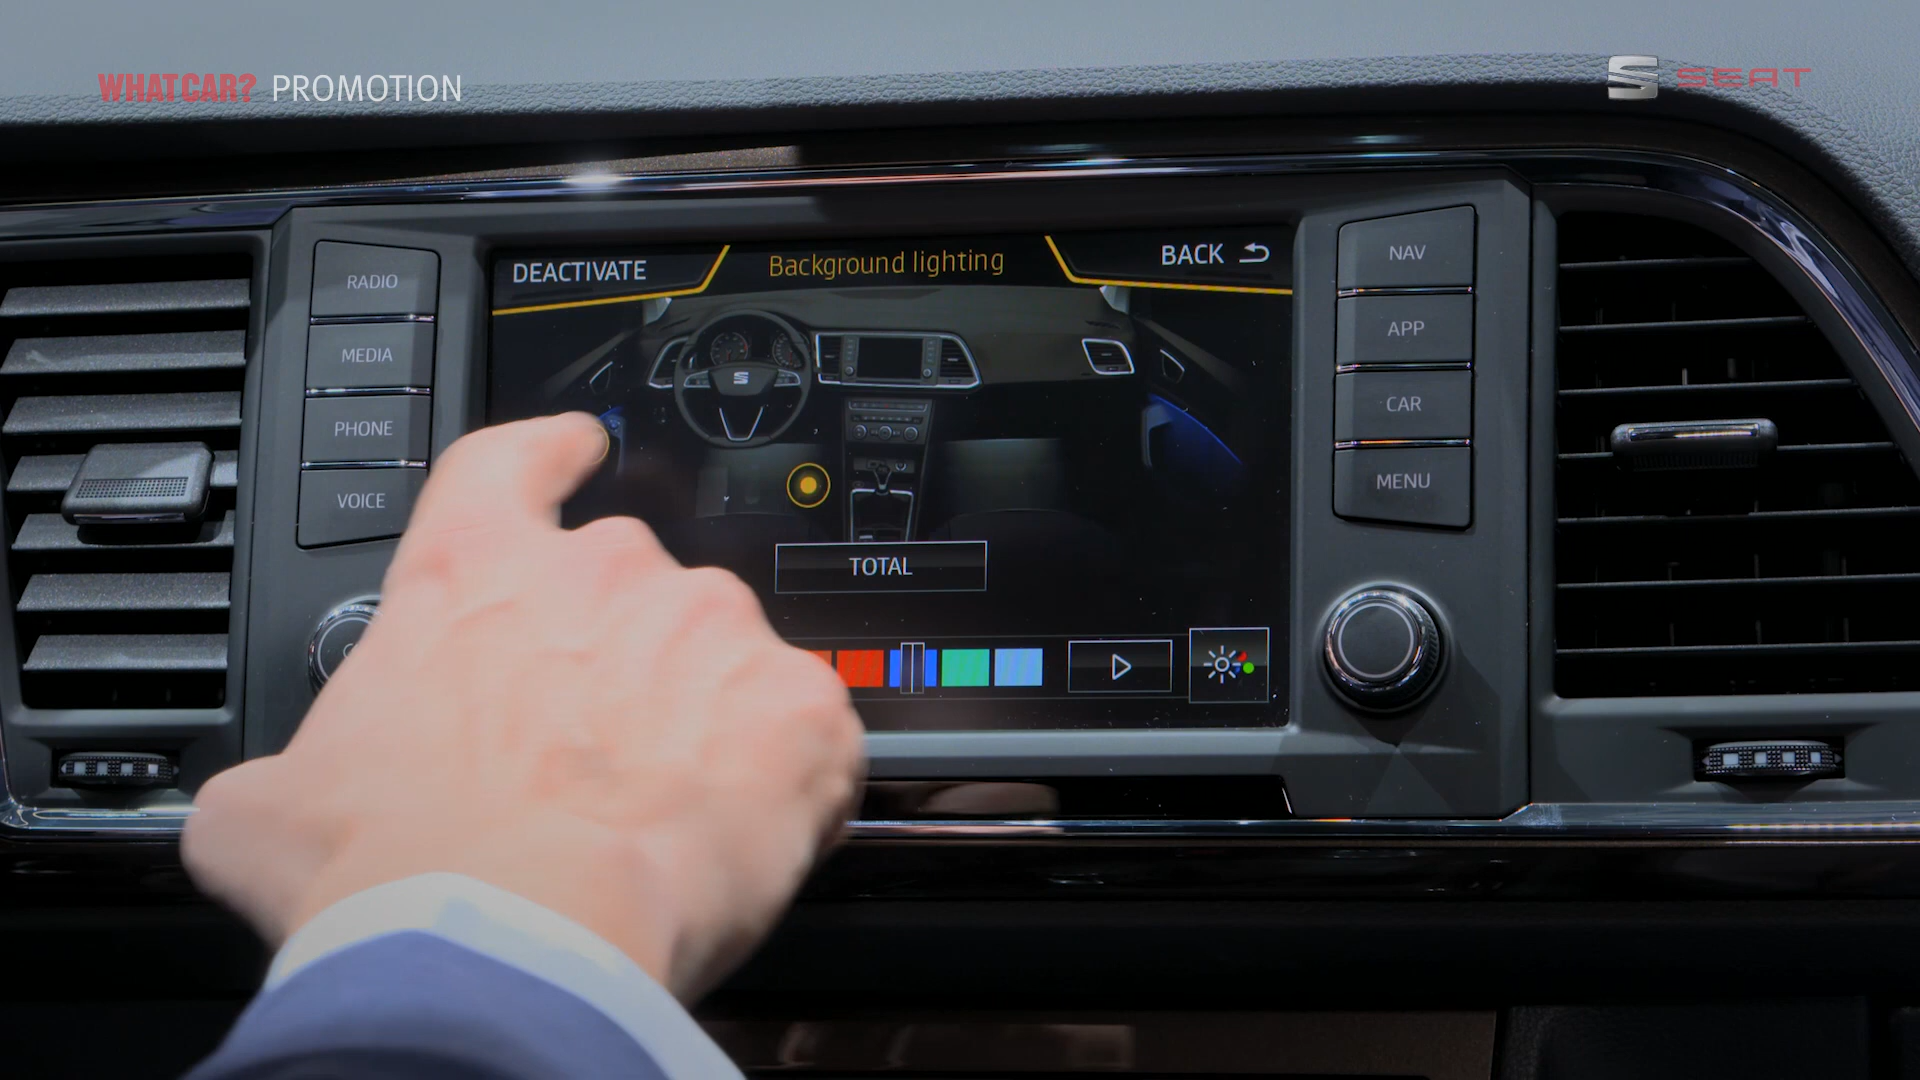 WHATCAR? PROMOTION
SEAT
DEACTIVATE
Background lighting
BACK
RADIO
MEDIA
PHONE
VOICE
NAV
APP
CAR
MENU
TOTAL